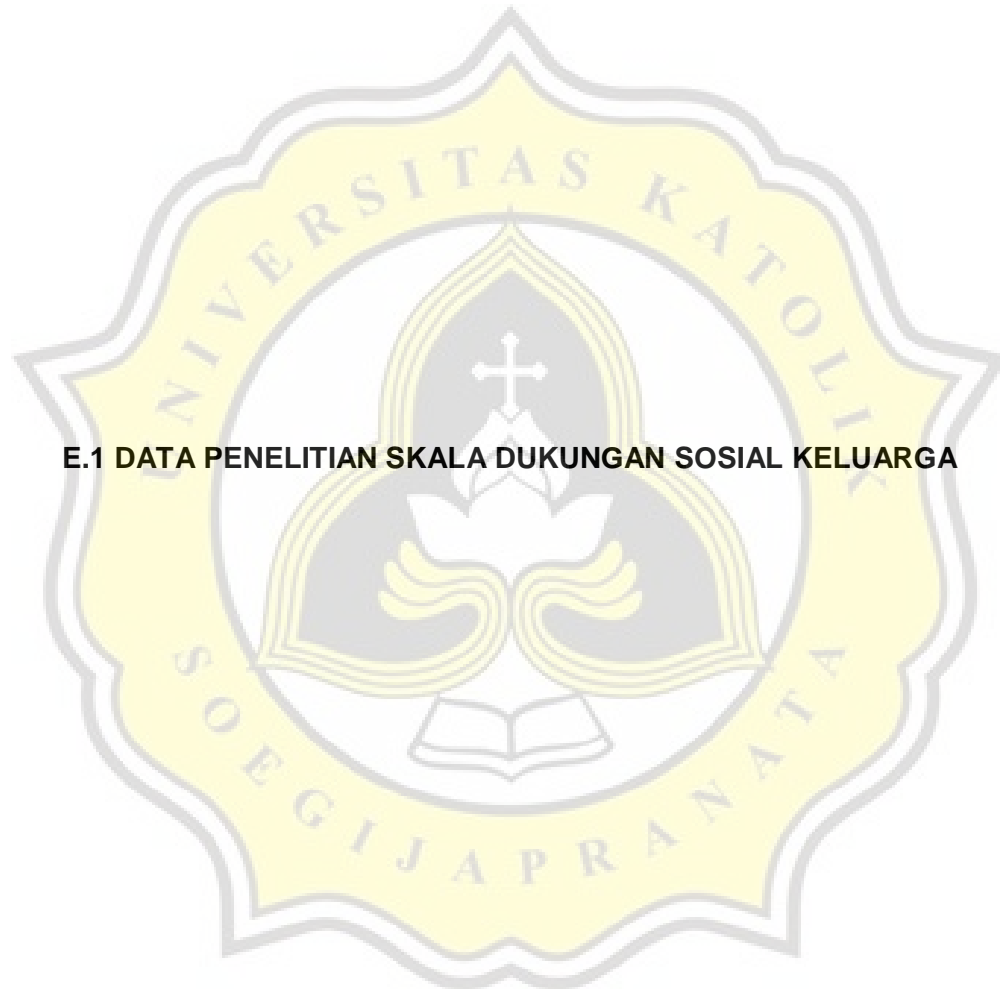 UNIVERSITAS KATOLIK
E.1 DATA PENELITIAN SKALA DUKUNGAN SOSIAL KELUARGA
SOEGIJAPRANATA